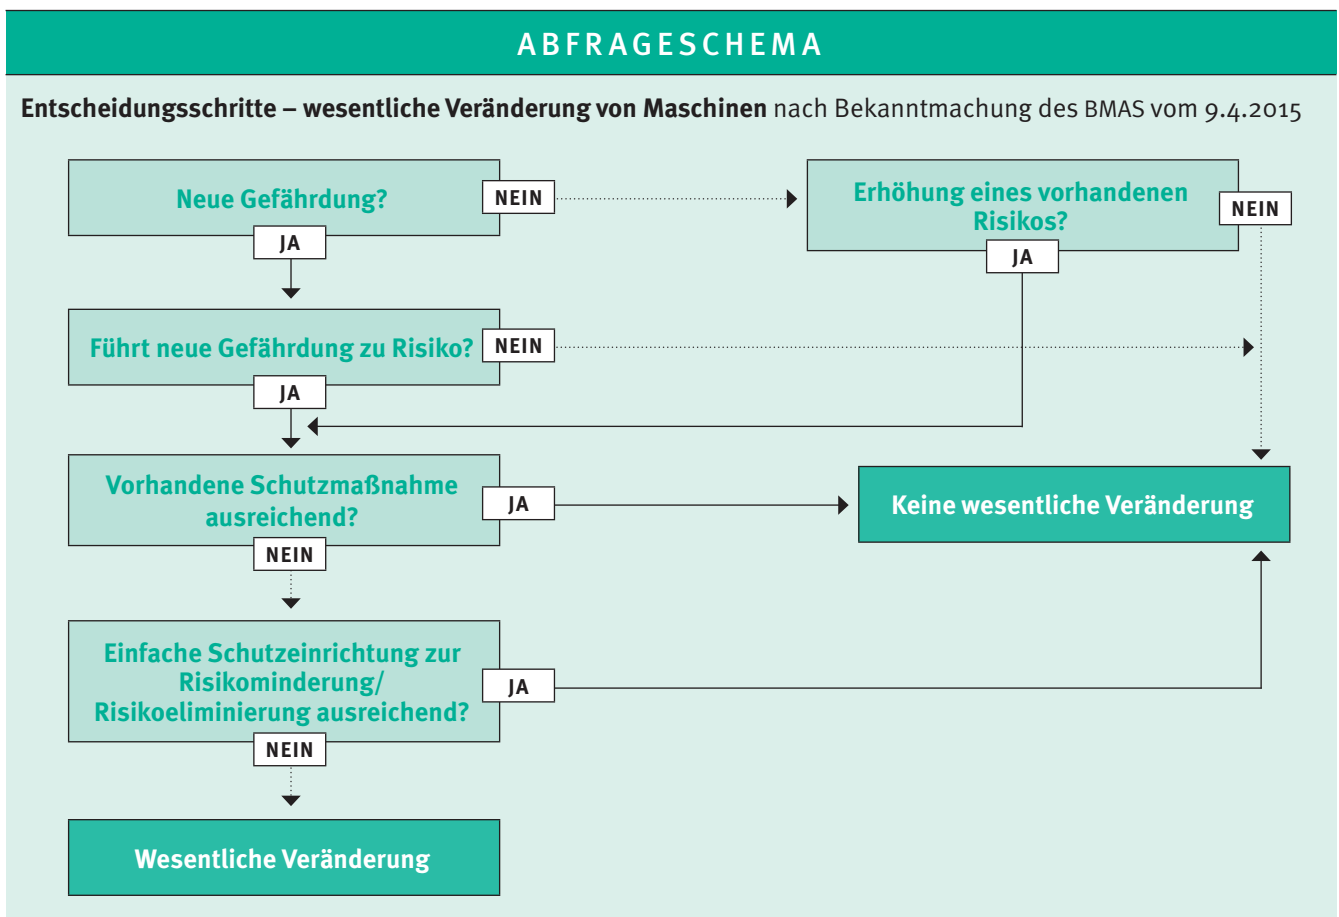 ABFRAGESCHEMA
Entscheidungsschritte – wesentliche Veränderung von Maschinen nach Bekanntmachung des BMAS vom 9.4.2015
Neue Gefährdung?
NEIN
Erhöhung eines vorhandenen
Risikos?
NEIN
JA
JA
Führt neue Gefährdung zu Risiko?
NEIN
JA
Vorhandene Schutzmaßnahme
ausreichend?
JA
Keine wesentliche Veränderung
NEIN
Einfache Schutzeinrichtung zur
Risikominderung/
Risikoeliminierung ausreichend?
JA
NEIN
Wesentliche Veränderung